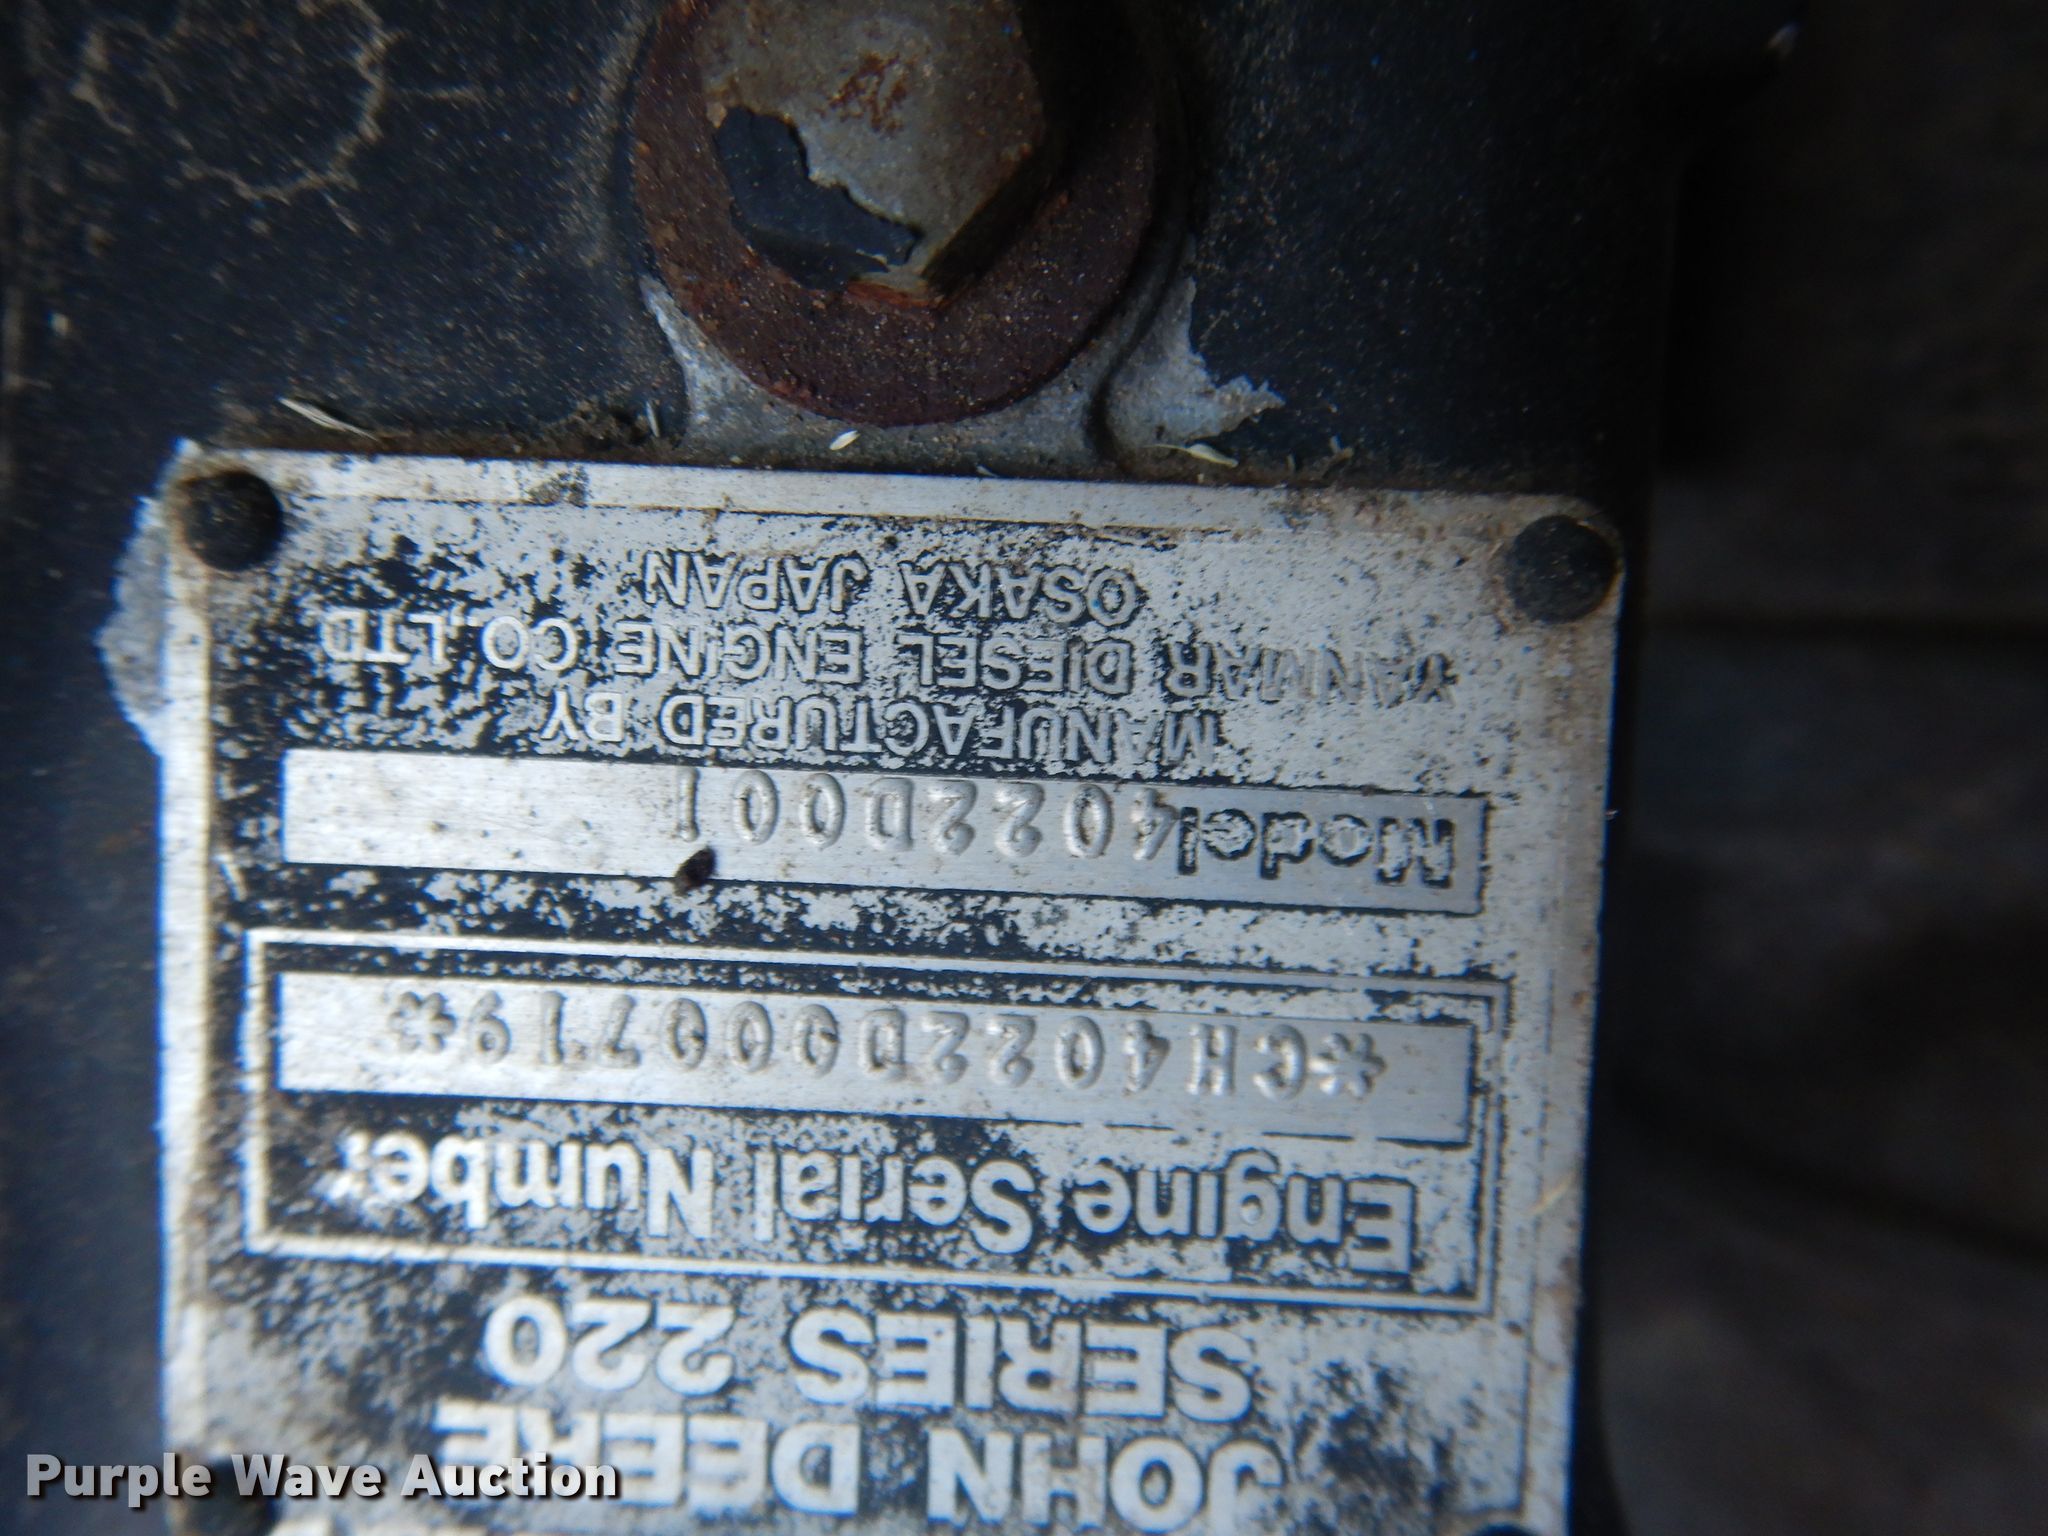 JOHN DEERE
SERIES 220
Engine Serial Number
*CH4022D000719*
Model 4022D001
MANUFACTURED BY
YANMAR DIESEL ENGINE CO.,LTD
OSAKA JAPAN
Purple Wave Auction